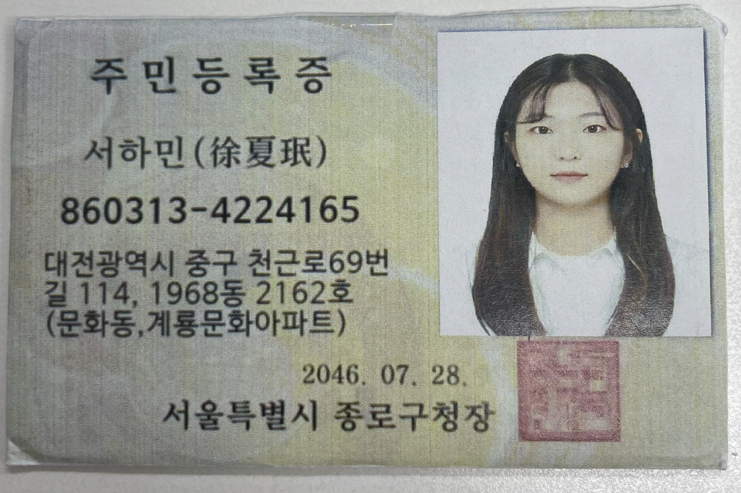 주민등록증
서하민(徐夏珉)
860313-4224165
대전광역시 중구 천근로69번
길 114, 1968동 2162호
(문화동,계룡문화아파트)
2046. 07. 28.
서울특별시 종로구청장